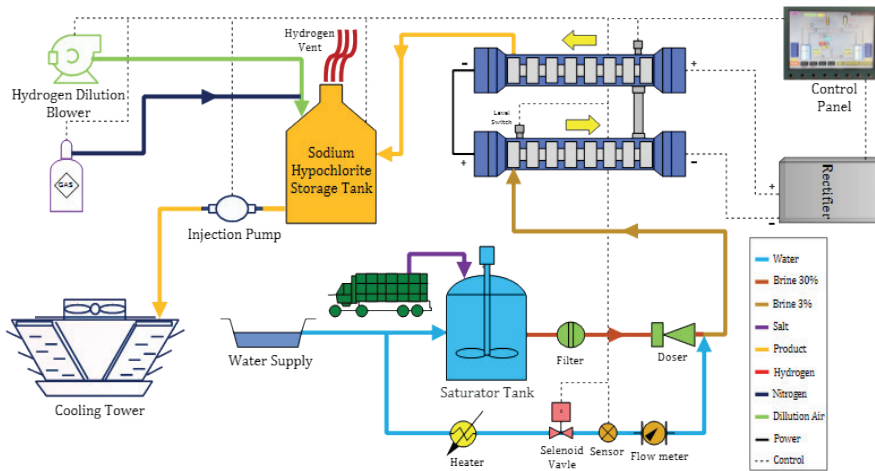 Hydrogen
Vent
Hydrogen Dilution
Blower
GAS
Sodium
Hypochlorite
Storage Tank
Injection Pump
Cooling Tower
Water Supply
Saturator Tank
Filter
Doser
Heater
Selenoid
Vavle
Sensor
Flow meter
Level
Switch
-
+
+
-
+
-
Control
Panel
Rectifier
Water
Brine 30%
Brine 3%
Salt
Product
Hydrogen
Nitrogen
Dillution Air
Power
Control